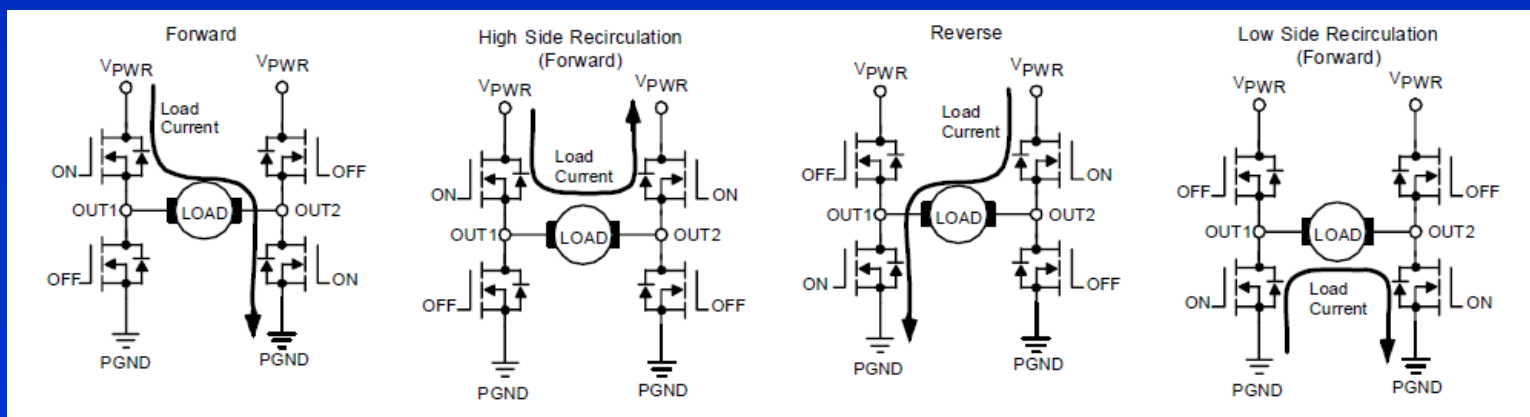 Forward
VPWR
VPWR
Load
Current
ON
OFF
OUT1
LOAD
OUT2
OFF
ON
PGND
PGND
High Side Recirculation
(Forward)
VPWR
VPWR
Load
Current
ON
ON
OUT1
LOAD
OUT2
OFF
OFF
PGND
PGND
Reverse
VPWR
VPWR
Load
Current
OFF
ON
OUT1
LOAD
OUT2
ON
OFF
PGND
PGND
Low Side Recirculation
(Forward)
VPWR
VPWR
OFF
OFF
OUT1
LOAD
OUT2
ON
Load
Current
ON
PGND
PGND